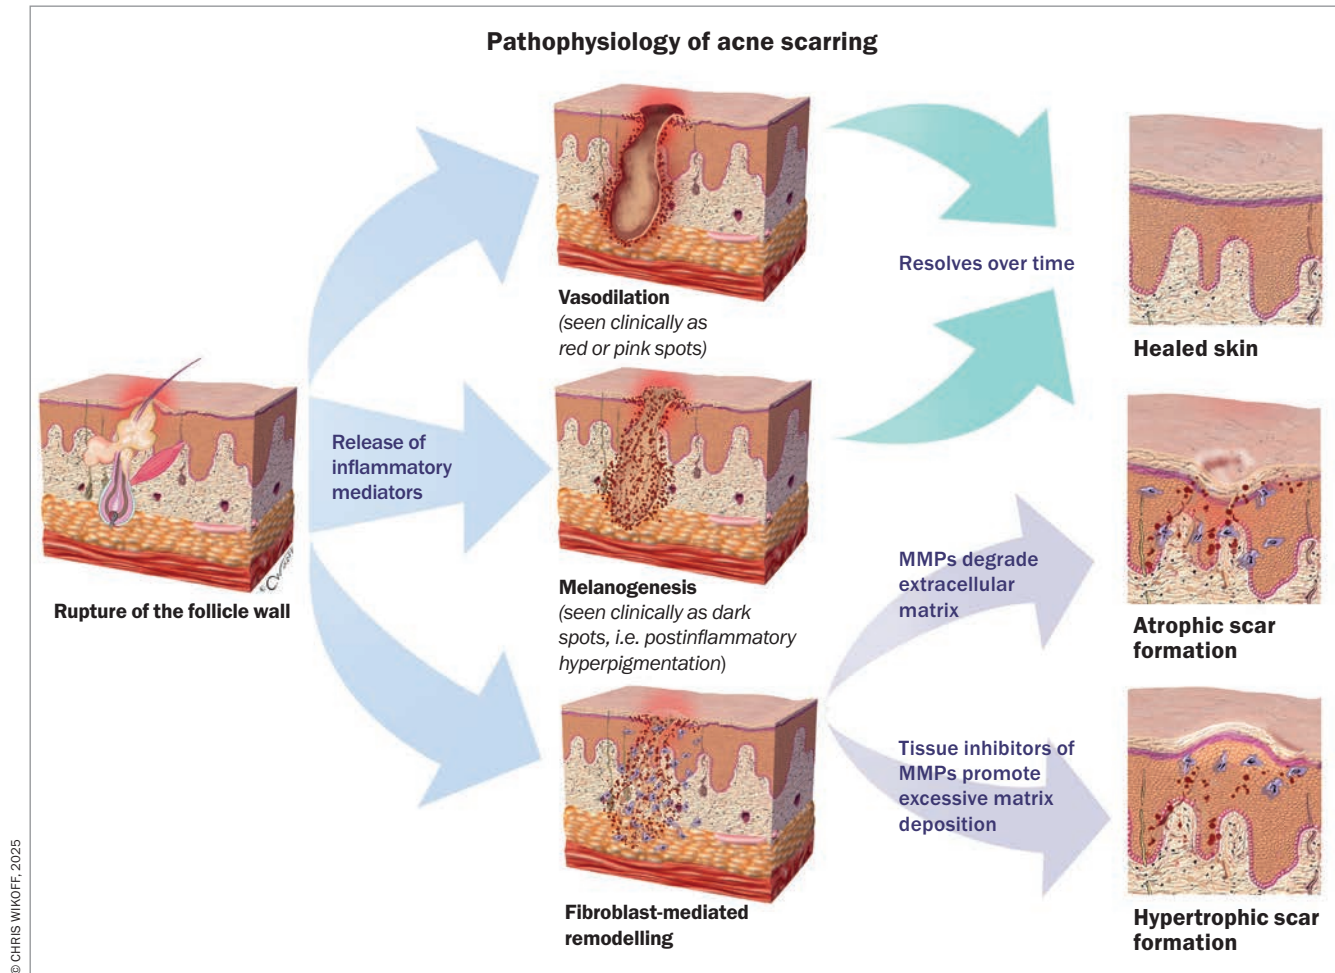 Pathophysiology of acne scarring
Vasodilation
(seen clinically as
red or pink spots)
Resolves over time
Healed skin
Release of
inflammatory
mediators
Rupture of the follicle wall
Melanogenesis
(seen clinically as dark
spots, i.e. postinflammatory
hyperpigmentation)
MMPs degrade
extracellular
matrix
Atrophic scar
formation
Fibroblast-mediated
remodelling
Tissue inhibitors of
MMPs promote
excessive matrix
deposition
Hypertrophic scar
formation
© CHRIS WIKOFF, 2025